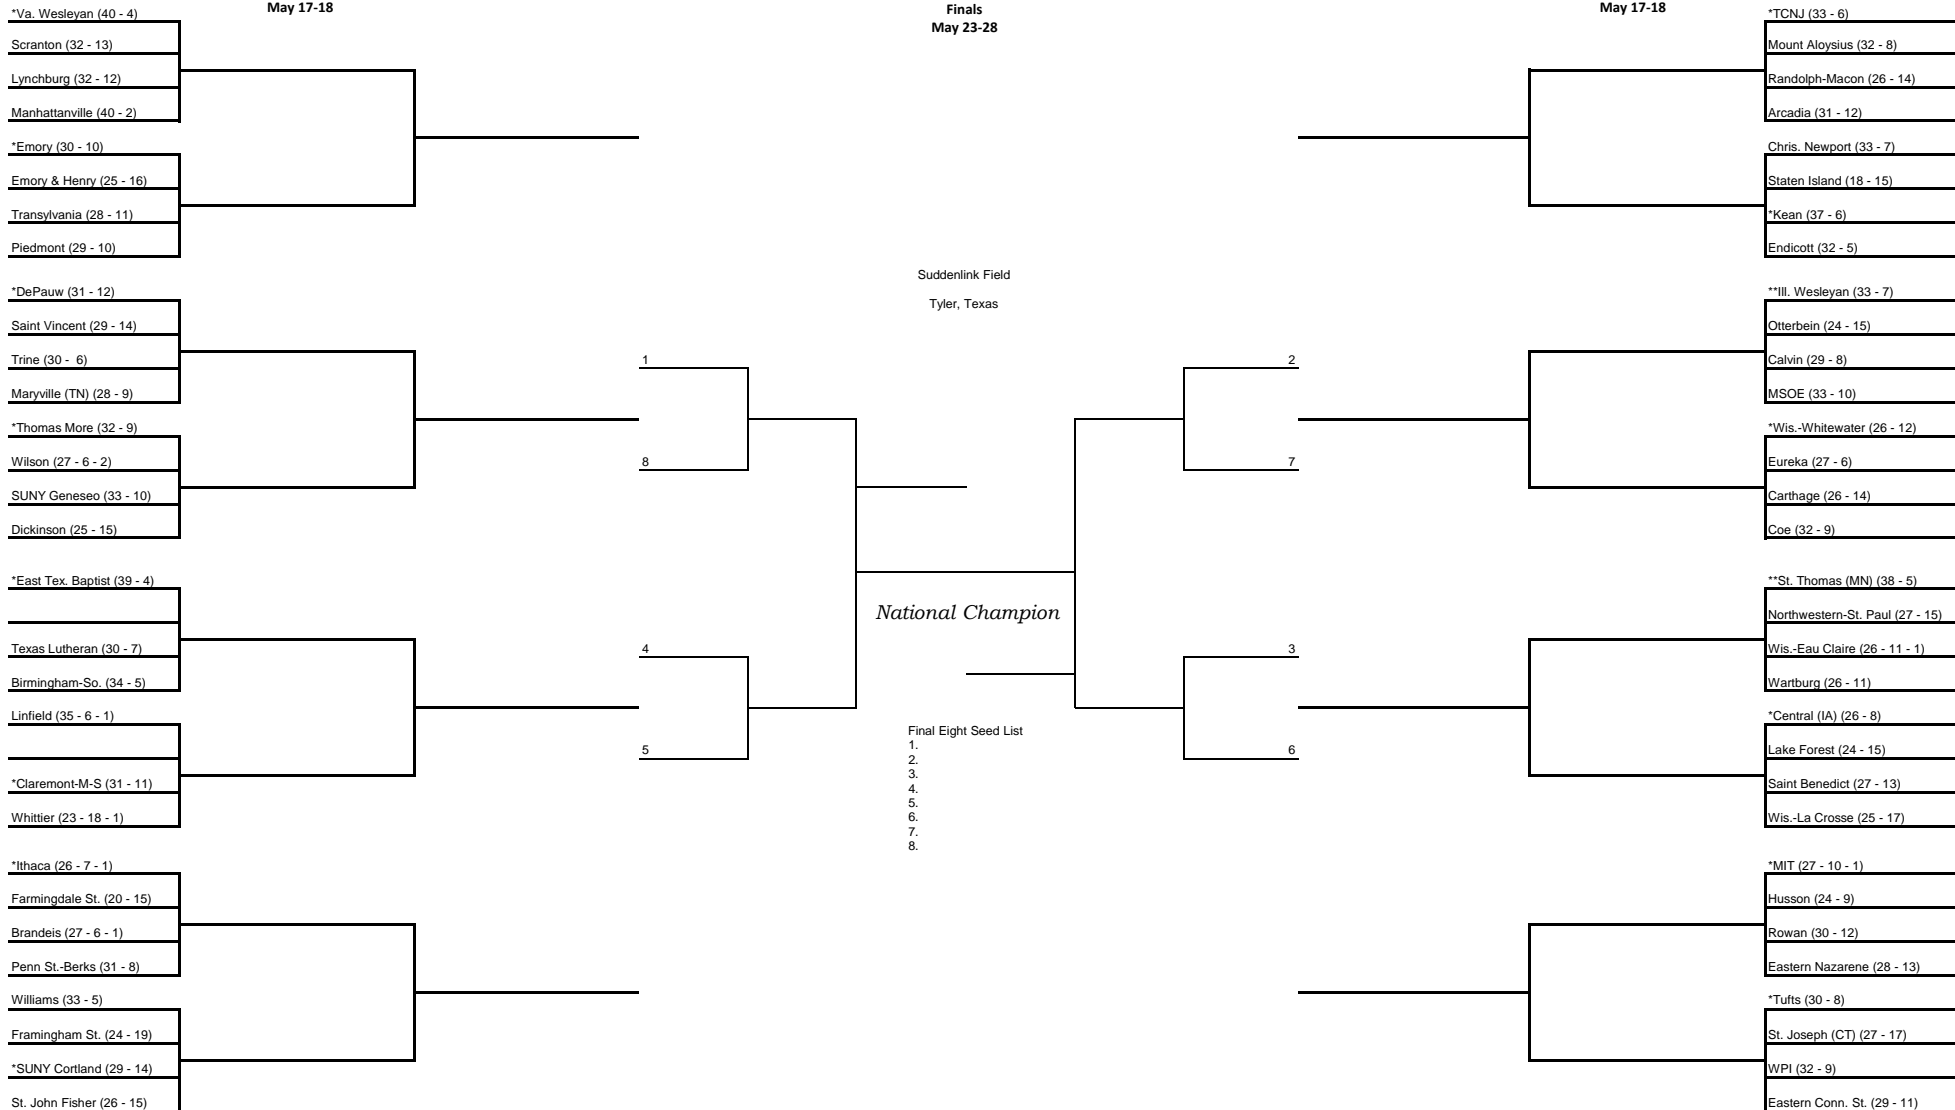 May 17-18
Finals
May 23-28
May 17-18
*Va. Wesleyan (40 - 4)
Scranton (32 - 13)
Lynchburg (32 - 12)
Manhattanville (40 - 2)
*Emory (30 - 10)
Emory & Henry (25 - 16)
Transylvania (28 - 11)
Piedmont (29 - 10)
*DePauw (31 - 12)
Saint Vincent (29 - 14)
Trine (30 -  6)
Maryville (TN) (28 - 9)
*Thomas More (32 - 9)
Wilson (27 - 6 - 2)
SUNY Geneseo (33 - 10)
Dickinson (25 - 15)
*East Tex. Baptist (39 - 4)
Texas Lutheran (30 - 7)
Birmingham-So. (34 - 5)
Linfield (35 - 6 - 1)
*Claremont-M-S (31 - 11)
Whittier (23 - 18 - 1)
*Ithaca (26 - 7 - 1)
Farmingdale St. (20 - 15)
Brandeis (27 - 6 - 1)
Penn St.-Berks (31 - 8)
Williams (33 - 5)
Framingham St. (24 - 19)
*SUNY Cortland (29 - 14)
St. John Fisher (26 - 15)
1
8
4
5
Suddenlink Field
Tyler, Texas
National Champion
Final Eight Seed List
1.
2.
3.
4.
5.
6.
7.
8.
2
7
3
6
*TCNJ (33 - 6)
Mount Aloysius (32 - 8)
Randolph-Macon (26 - 14)
Arcadia (31 - 12)
Chris. Newport (33 - 7)
Staten Island (18 - 15)
*Kean (37 - 6)
Endicott (32 - 5)
**Ill. Wesleyan (33 - 7)
Otterbein (24 - 15)
Calvin (29 - 8)
MSOE (33 - 10)
*Wis.-Whitewater (26 - 12)
Eureka (27 - 6)
Carthage (26 - 14)
Coe (32 - 9)
**St. Thomas (MN) (38 - 5)
Northwestern-St. Paul (27 - 15)
Wis.-Eau Claire (26 - 11 - 1)
Wartburg (26 - 11)
*Central (IA) (26 - 8)
Lake Forest (24 - 15)
Saint Benedict (27 - 13)
Wis.-La Crosse (25 - 17)
*MIT (27 - 10 - 1)
Husson (24 - 9)
Rowan (30 - 12)
Eastern Nazarene (28 - 13)
*Tufts (30 - 8)
St. Joseph (CT) (27 - 17)
WPI (32 - 9)
Eastern Conn. St. (29 - 11)